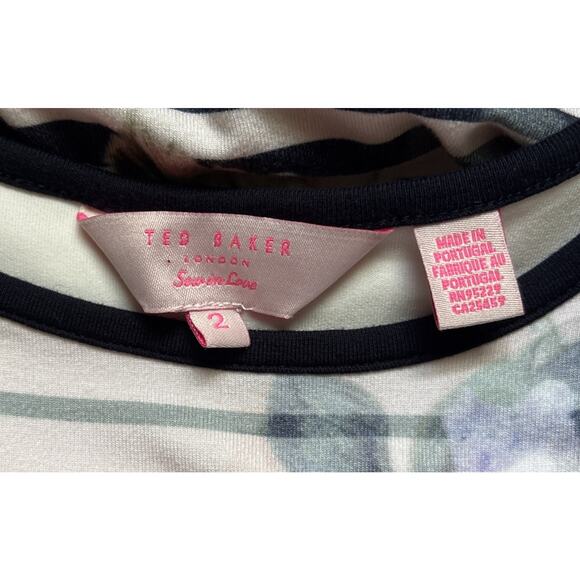 TED BAKER
LONDON
Sew in Love
2
MADE IN
PORTUGAL
FABRIQUE AU
PORTUGAL
RN95229
CA25459